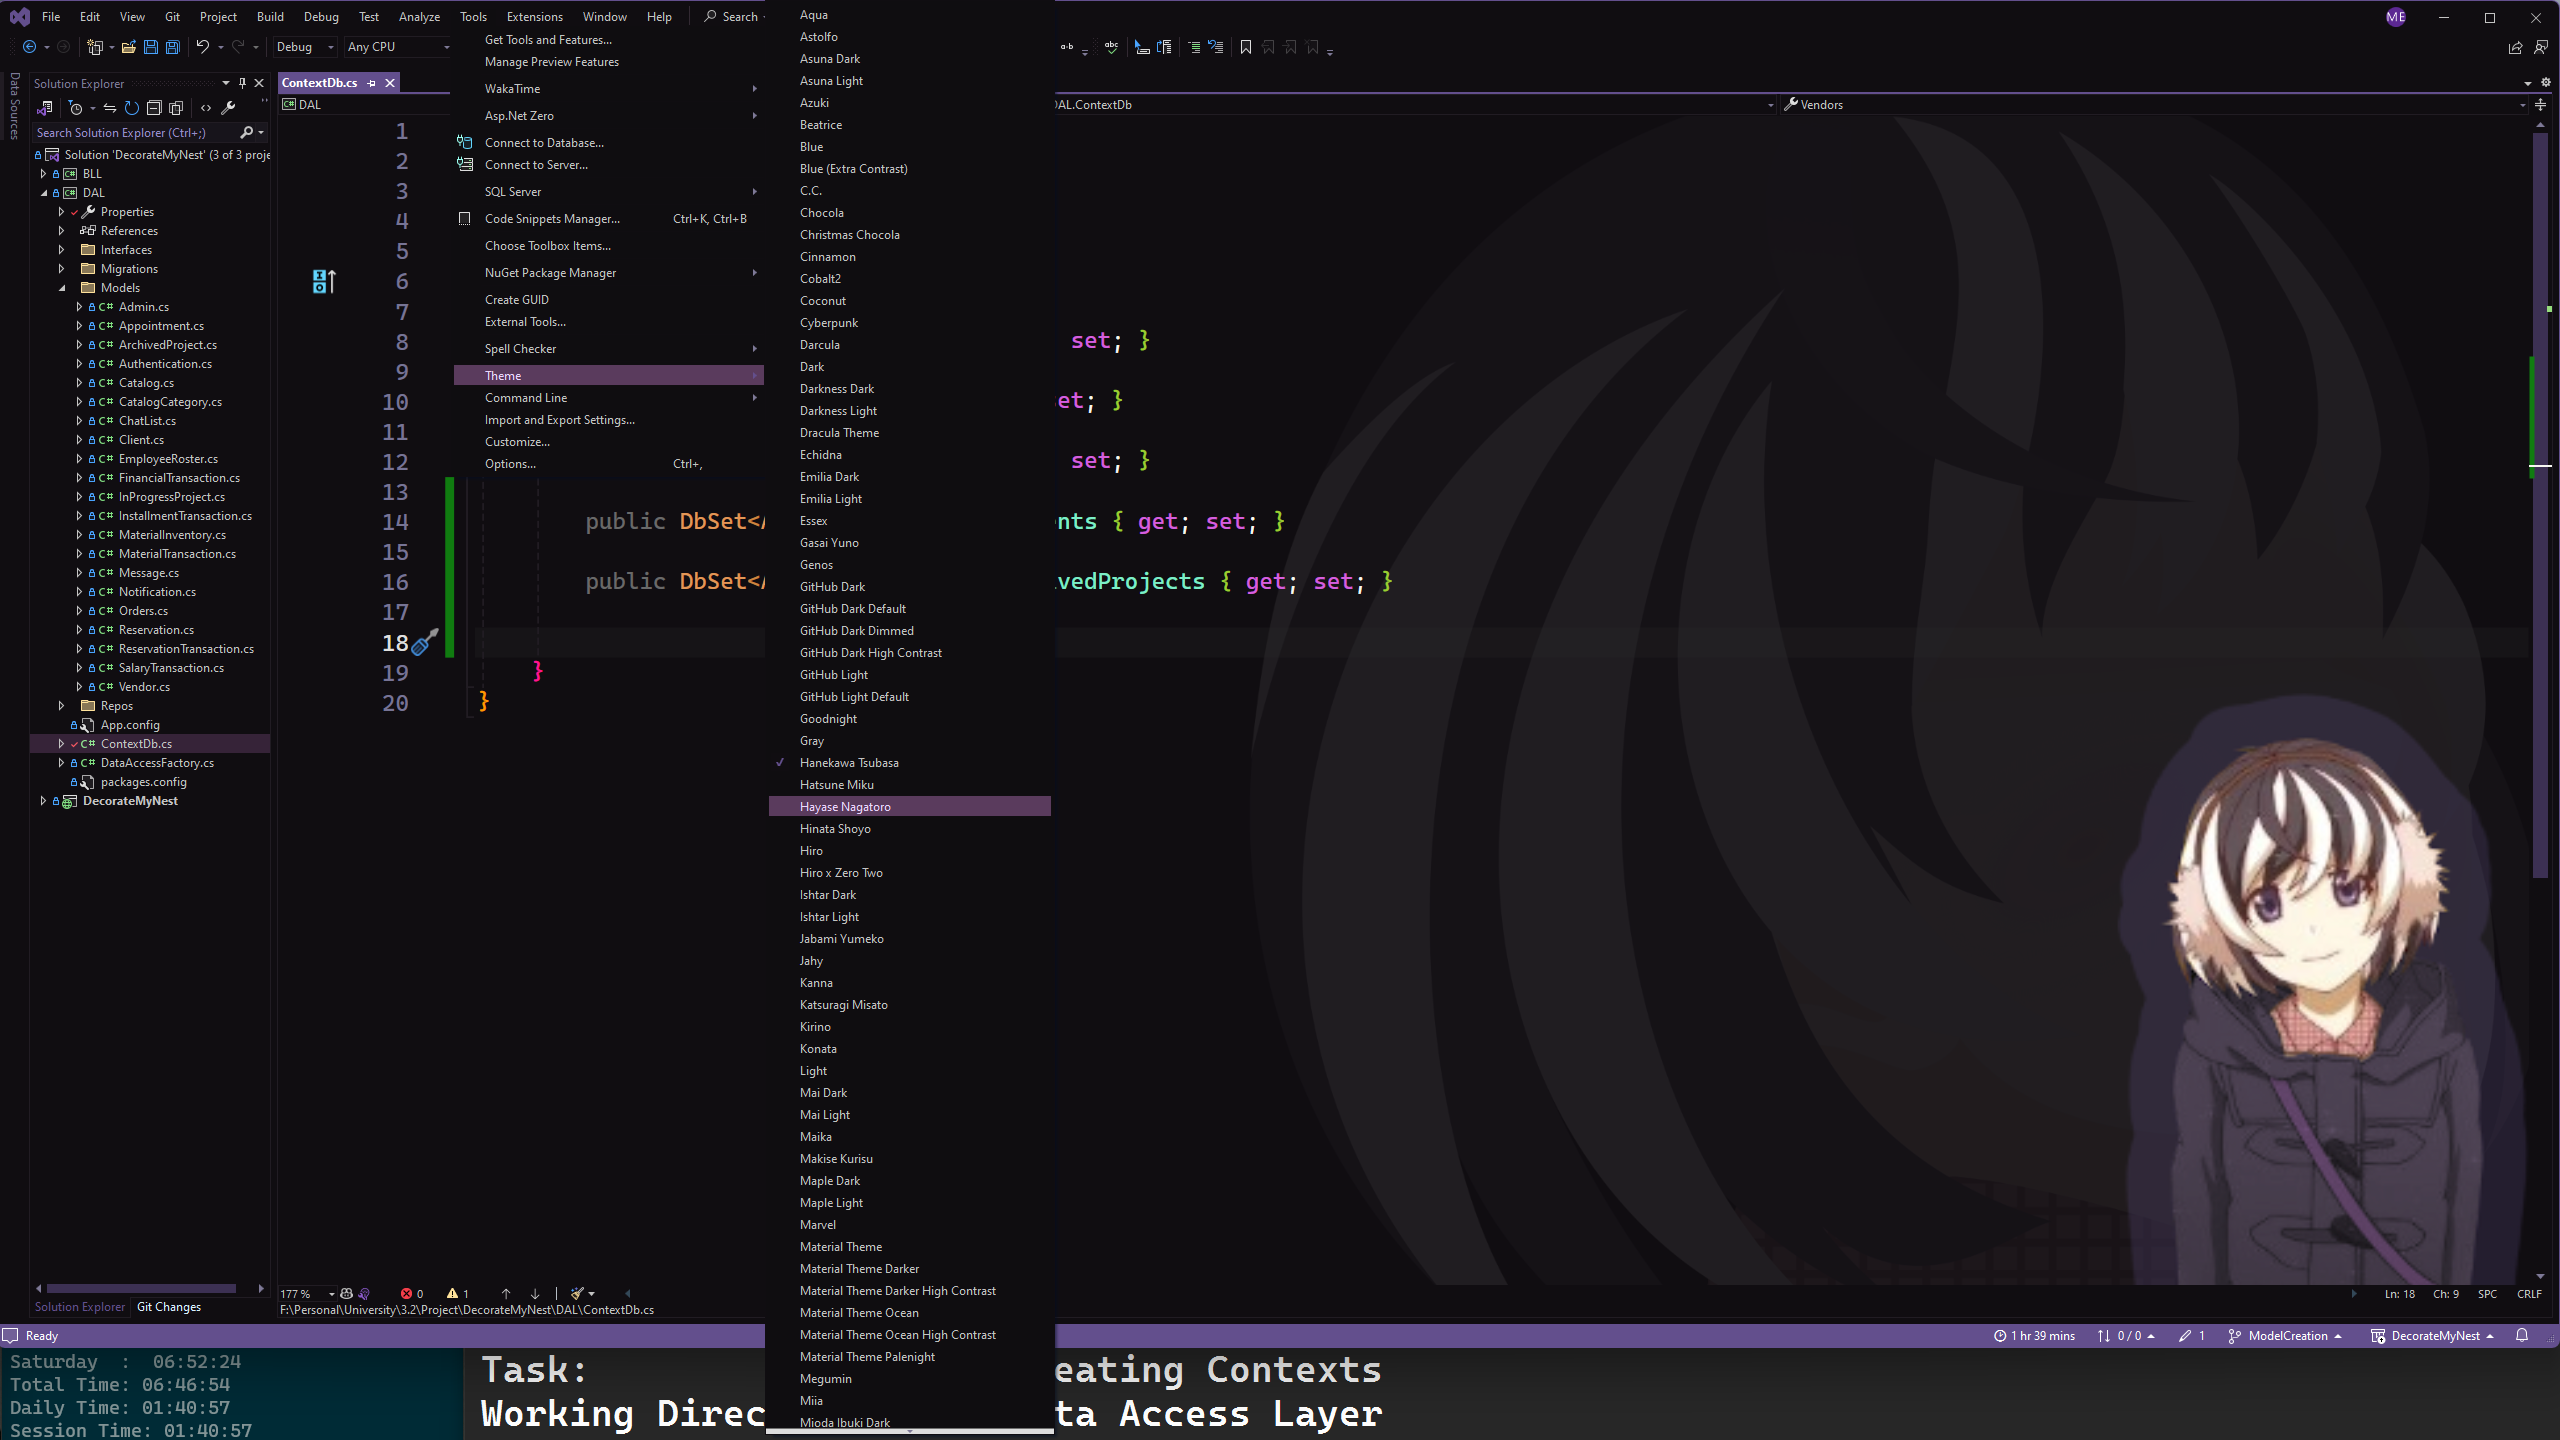 File Edit View Git Project Build Debug Test Analyze Tools Extensions Window Help Search
ME
Debug Any CPU
Data Sources
Solution Explorer
Search Solution Explorer (Ctrl+;)
Solution 'DecorateMyNest' (3 of 3 proje
BLL
DAL
Properties
References
Interfaces
Migrations
Models
C# Admin.cs
C# Appointment.cs
C# ArchivedProject.cs
C# Authentication.cs
C# Catalog.cs
C# CatalogCategory.cs
C# ChatList.cs
C# Client.cs
C# EmployeeRoster.cs
C# FinancialTransaction.cs
C# InProgressProject.cs
C# InstallmentTransaction.cs
C# MaterialInventory.cs
C# MaterialTransaction.cs
C# Message.cs
C# Notification.cs
C# Orders.cs
C# Reservation.cs
C# ReservationTransaction.cs
C# SalaryTransaction.cs
C# Vendor.cs
Repos
App.config
C# ContextDb.cs
C# DataAccessFactory.cs
packages.config
DecorateMyNest
Solution Explorer Git Changes
ContextDb.cs
DAL
DAL.ContextDb
Vendors
1
2
3
4
5
6
7
8 set; }
9
10 et; }
11
12 set; }
13
14 public DbSet<A nts { get; set; }
15
16 public DbSet<A ivedProjects { get; set; }
17
18
19 }
20 }
Get Tools and Features...
Manage Preview Features
WakaTime
Asp.Net Zero
Connect to Database...
Connect to Server...
SQL Server
Code Snippets Manager... Ctrl+K, Ctrl+B
Choose Toolbox Items...
NuGet Package Manager
Create GUID
External Tools...
Spell Checker
Theme
Command Line
Import and Export Settings...
Customize...
Options... Ctrl+,
Aqua
Astolfo
Asuna Dark
Asuna Light
Azuki
Beatrice
Blue
Blue (Extra Contrast)
C.C.
Chocola
Christmas Chocola
Cinnamon
Cobalt2
Coconut
Cyberpunk
Darcula
Dark
Darkness Dark
Darkness Light
Dracula Theme
Echidna
Emilia Dark
Emilia Light
Essex
Gasai Yuno
Genos
GitHub Dark
GitHub Dark Default
GitHub Dark Dimmed
GitHub Dark High Contrast
GitHub Light
GitHub Light Default
Goodnight
Gray
Hanekawa Tsubasa
Hatsune Miku
Hayase Nagatoro
Hinata Shoyo
Hiro
Hiro x Zero Two
Ishtar Dark
Ishtar Light
Jabami Yumeko
Jahy
Kanna
Katsuragi Misato
Kirino
Konata
Light
Mai Dark
Mai Light
Maika
Makise Kurisu
Maple Dark
Maple Light
Marvel
Material Theme
Material Theme Darker
Material Theme Darker High Contrast
Material Theme Ocean
Material Theme Ocean High Contrast
Material Theme Palenight
Megumin
Miia
Mioda Ibuki Dark
177 % 0 1
Ln: 18 Ch: 9 SPC CRLF
F:\Personal\University\3.2\Project\DecorateMyNest\DAL\ContextDb.cs
Ready
1 hr 39 mins 0 / 0 1 ModelCreation DecorateMyNest
Saturday : 06:52:24
Total Time: 06:46:54
Daily Time: 01:40:57
Session Time: 01:40:57
Task: eating Contexts
Working Direc ta Access Layer